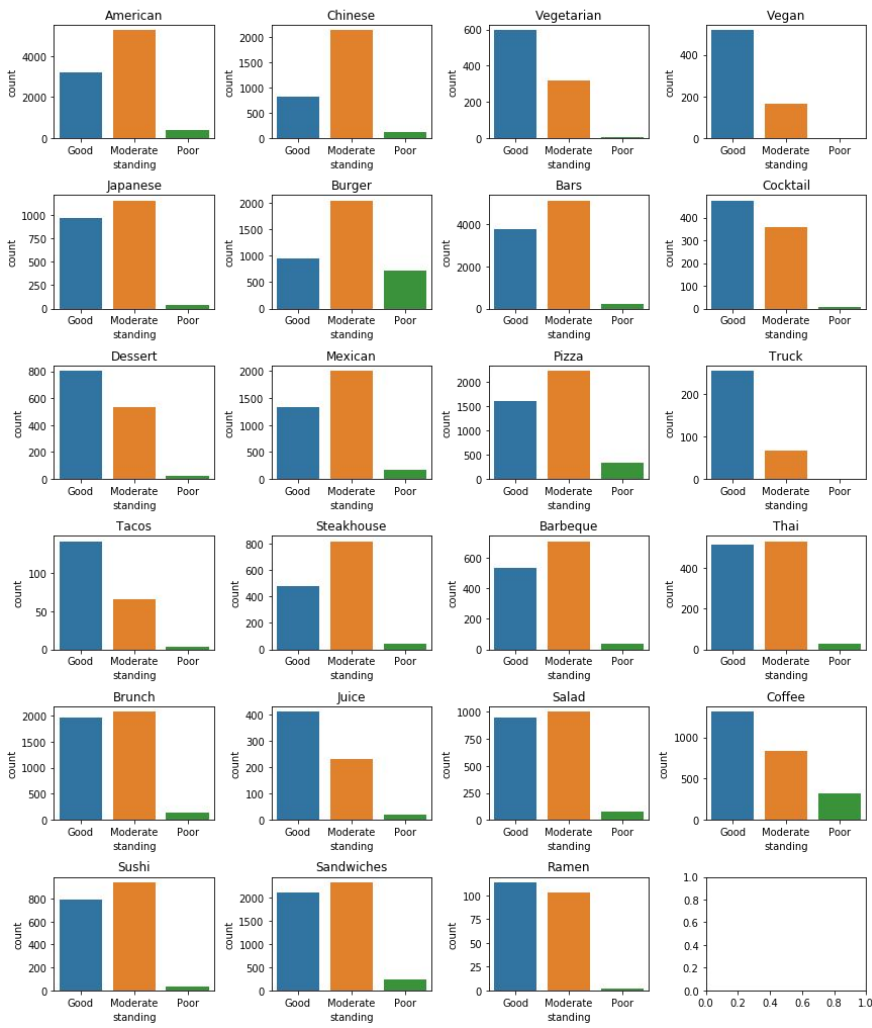 American
4000
2000
0
count
Good Moderate Poor
standing
Chinese
2000
1500
1000
500
0
count
Good Moderate Poor
standing
Vegetarian
600
400
200
0
count
Good Moderate Poor
standing
Vegan
400
200
0
count
Good Moderate Poor
standing
Japanese
1000
750
500
250
0
count
Good Moderate Poor
standing
Burger
2000
1500
1000
500
0
count
Good Moderate Poor
standing
Bars
4000
2000
0
count
Good Moderate Poor
standing
Cocktail
400
300
200
100
0
count
Good Moderate Poor
standing
Dessert
800
600
400
200
0
count
Good Moderate Poor
standing
Mexican
2000
1500
1000
500
0
count
Good Moderate Poor
standing
Pizza
2000
1500
1000
500
0
count
Good Moderate Poor
standing
Truck
200
100
0
count
Good Moderate Poor
standing
Tacos
100
50
0
count
Good Moderate Poor
standing
Steakhouse
800
600
400
200
0
count
Good Moderate Poor
standing
Barbeque
600
400
200
0
count
Good Moderate Poor
standing
Thai
400
200
0
count
Good Moderate Poor
standing
Brunch
2000
1500
1000
500
0
count
Good Moderate Poor
standing
Juice
400
300
200
100
0
count
Good Moderate Poor
standing
Salad
1000
750
500
250
0
count
Good Moderate Poor
standing
Coffee
1000
500
0
count
Good Moderate Poor
standing
Sushi
800
600
400
200
0
count
Good Moderate Poor
standing
Sandwiches
2000
1500
1000
500
0
count
Good Moderate Poor
standing
Ramen
100
75
50
25
0
count
Good Moderate Poor
standing
1.0
0.8
0.6
0.4
0.2
0.0
0.0 0.2 0.4 0.6 0.8 1.0